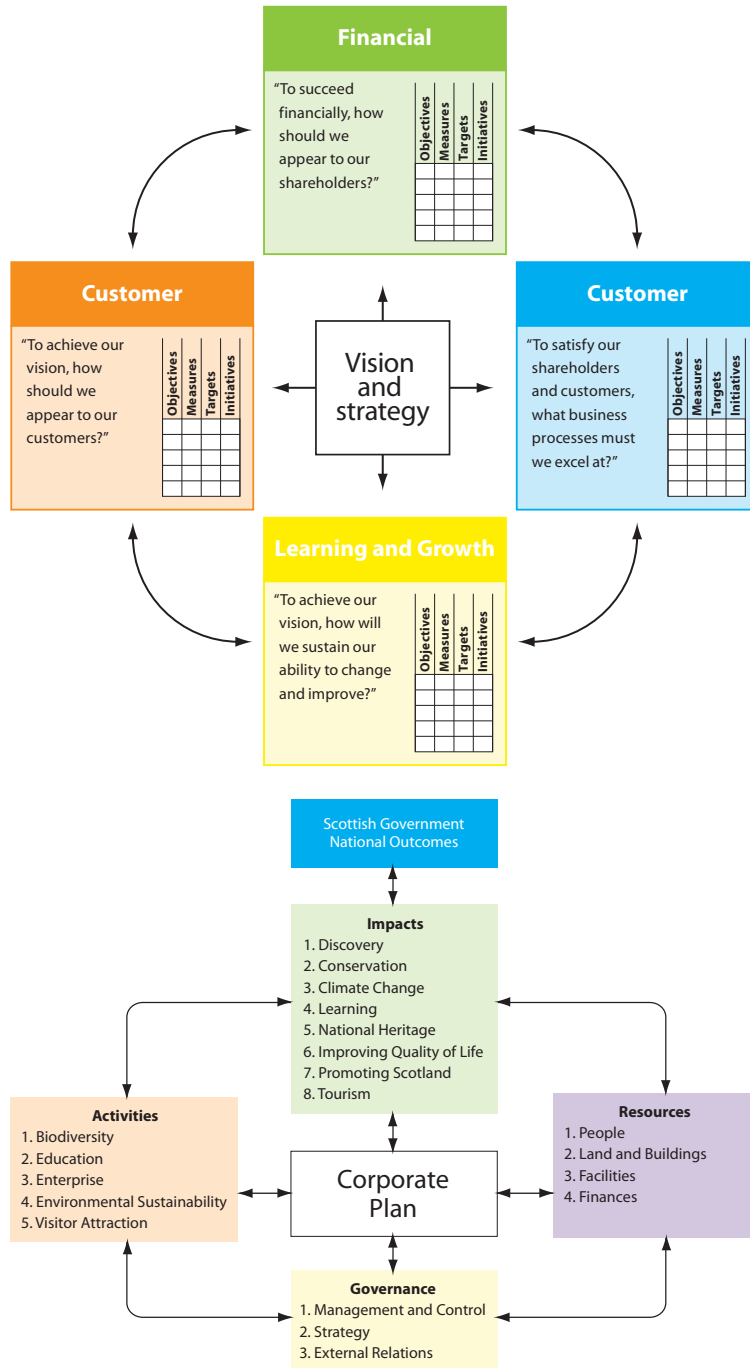 Financial
“To succeed
financially, how
should we
appear to our
shareholders?”
Objectives
Measures
Targets
Initiatives
Customer
“To achieve our
vision, how
should we
appear to our
customers?”
Objectives
Measures
Targets
Initiatives
Vision
and
strategy
Customer
“To satisfy our
shareholders
and customers,
what business
processes must
we excel at?”
Objectives
Measures
Targets
Initiatives
Learning and Growth
“To achieve our
vision, how will
we sustain our
ability to change
and improve?”
Objectives
Measures
Targets
Initiatives
Scottish Government
National Outcomes
Impacts
1. Discovery
2. Conservation
3. Climate Change
4. Learning
5. National Heritage
6. Improving Quality of Life
7. Promoting Scotland
8. Tourism
Activities
1. Biodiversity
2. Education
3. Enterprise
4. Environmental Sustainability
5. Visitor Attraction
Corporate
Plan
Resources
1. People
2. Land and Buildings
3. Facilities
4. Finances
Governance
1. Management and Control
2. Strategy
3. External Relations